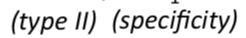 (type II) (specificity)